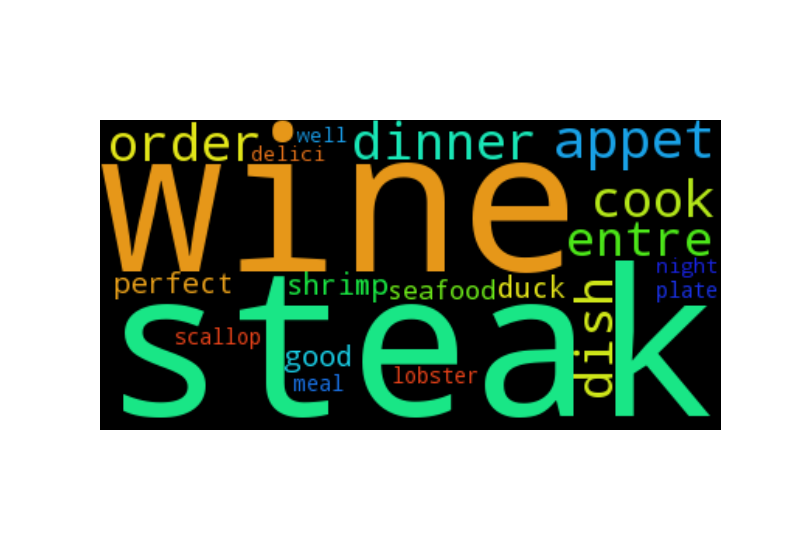 order
well
delici
dinner
appet
wine
cook
entre
night
perfect
shrimp
seafood
duck
plate
steak
scallop
good
dish
meal
lobster